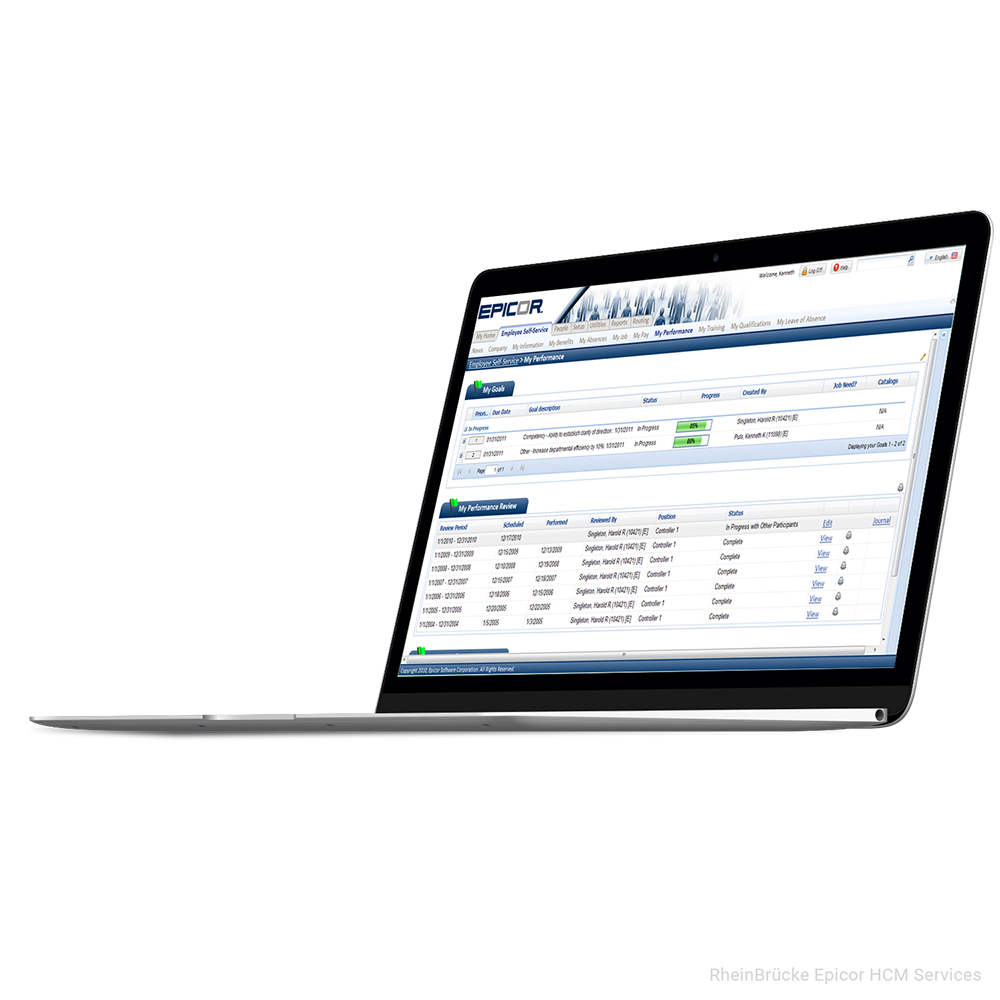 Welcome, Kenneth Log Off Help English
EPICOR
My Home Employee Self-Service People Setup Utilities Reports Routing
News Company My Information My Benefits My Absences My Job My Pay My Performance My Training My Qualifications My Leave of Absence
Employee Self-Service > My Performance
My Goals
Priori... Due Date Goal description Status Progress Created By Job Need? Catalogs
In Progress
1 01/31/2011 Competency - Ability to establish clarity of direction : 1/31/2011 In Progress 85% Singleton, Harold R (10421) [E] N/A
2 01/31/2011 Other - Increase departmental efficiency by 10%: 1/31/2011 In Progress 80% Kenneth K (11098) [E] N/A
Page 1 of 1 Displaying your Goals 1 - 2 of 2
My Performance Review
Review Period Scheduled Performed Reviewed By Position Status
1/1/2010 - 12/31/2010 12/17/2010 Singleton, Harold R (10421) [E] Controller 1 In Progress with Other Participants Edit Journal
1/1/2009 - 12/31/2009 12/15/2009 12/13/2009 Singleton, Harold R (10421) [E] Controller 1 Complete View
1/1/2008 - 12/31/2008 12/10/2008 12/19/2008 Singleton, Harold R (10421) [E] Controller 1 Complete View
1/1/2007 - 12/31/2007 12/15/2007 12/18/2007 Singleton, Harold R (10421) [E] Controller 1 Complete View
1/1/2006 - 12/31/2006 12/18/2006 12/15/2006 Singleton, Harold R (10421) [E] Controller 1 Complete View
1/1/2005 - 12/31/2005 12/20/2005 12/22/2005 Singleton, Harold R (10421) [E] Controller 1 Complete View
1/1/2004 - 12/31/2004 1/5/2005 1/3/2005 Singleton, Harold R (10421) [E] Controller 1 Complete View
Copyright 2010, Epicor Software Corporation. All Rights Reserved.
RheinBrücke Epicor HCM Services